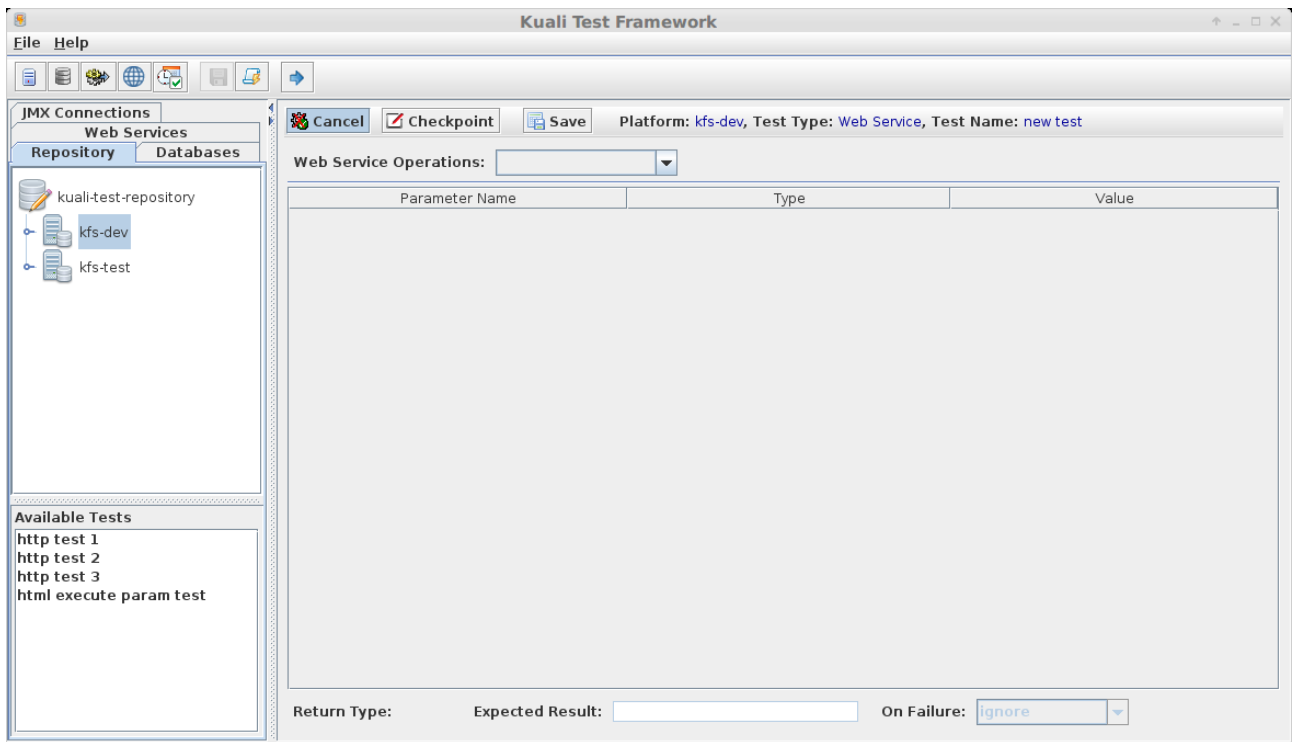 Kuali Test Framework
File Help
JMX Connections
Web Services
Repository Databases
kuali-test-repository
kfs-dev
kfs-test
Available Tests
http test 1
http test 2
http test 3
html execute param test
Cancel Checkpoint Save Platform: kfs-dev, Test Type: Web Service, Test Name: new test
Web Service Operations:
Parameter Name Type Value
Return Type: Expected Result: On Failure: ignore